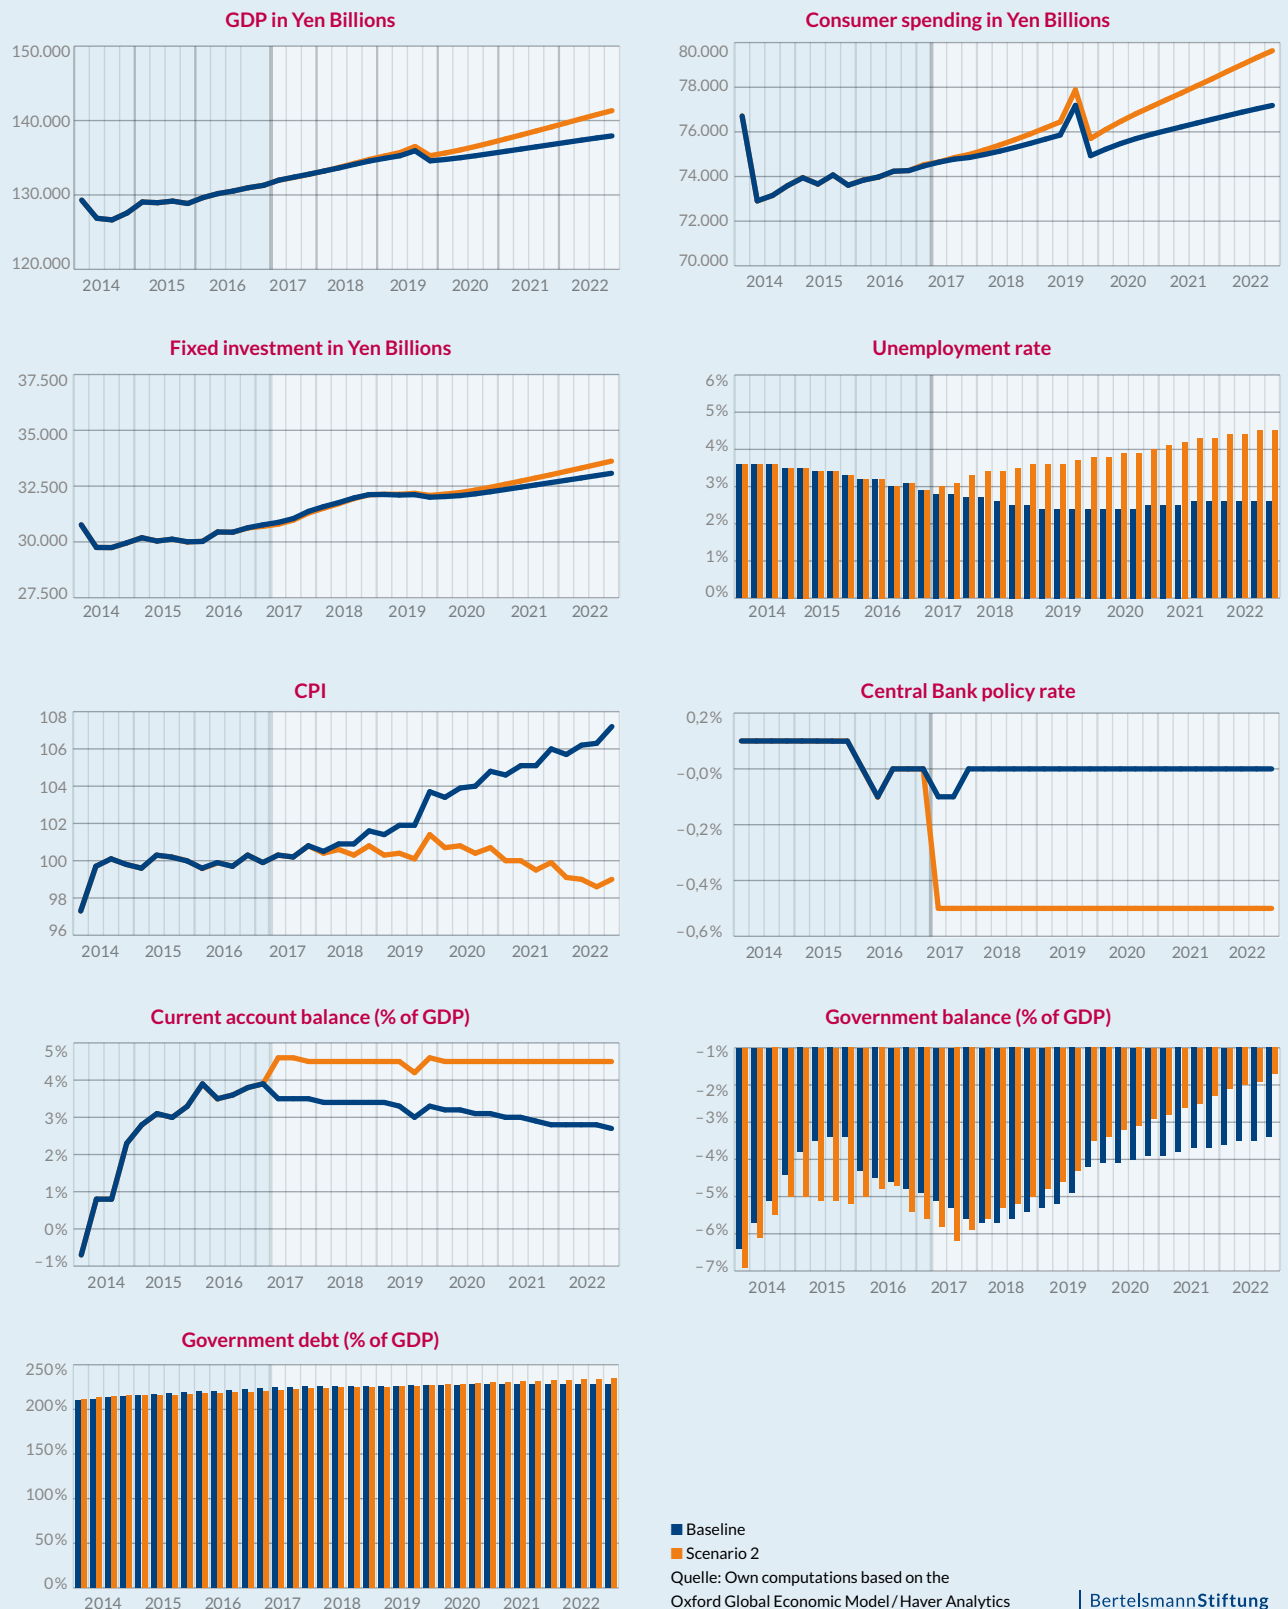 GDP in Yen Billions
150.000
140.000
130.000
120.000
2014 2015 2016 2017 2018 2019 2020 2021 2022
Consumer spending in Yen Billions
80.000
78.000
76.000
74.000
72.000
70.000
2014 2015 2016 2017 2018 2019 2020 2021 2022
Fixed investment in Yen Billions
37.500
35.000
32.500
30.000
27.500
2014 2015 2016 2017 2018 2019 2020 2021 2022
Unemployment rate
6%
5%
4%
3%
2%
1%
0%
2014 2015 2016 2017 2018 2019 2020 2021 2022
CPI
108
106
104
102
100
98
96
2014 2015 2016 2017 2018 2019 2020 2021 2022
Central Bank policy rate
0,2%
−0,0%
−0,2%
−0,4%
−0,6%
2014 2015 2016 2017 2018 2019 2020 2021 2022
Current account balance (% of GDP)
5%
4%
3%
2%
1%
0%
−1%
2014 2015 2016 2017 2018 2019 2020 2021 2022
Government balance (% of GDP)
−1%
−2%
−3%
−4%
−5%
−6%
−7%
2014 2015 2016 2017 2018 2019 2020 2021 2022
Government debt (% of GDP)
250%
200%
150%
100%
50%
0%
2014 2015 2016 2017 2018 2019 2020 2021 2022
Baseline
Scenario 2
Quelle: Own computations based on the
Oxford Global Economic Model / Haver Analytics
BertelsmannStiftung